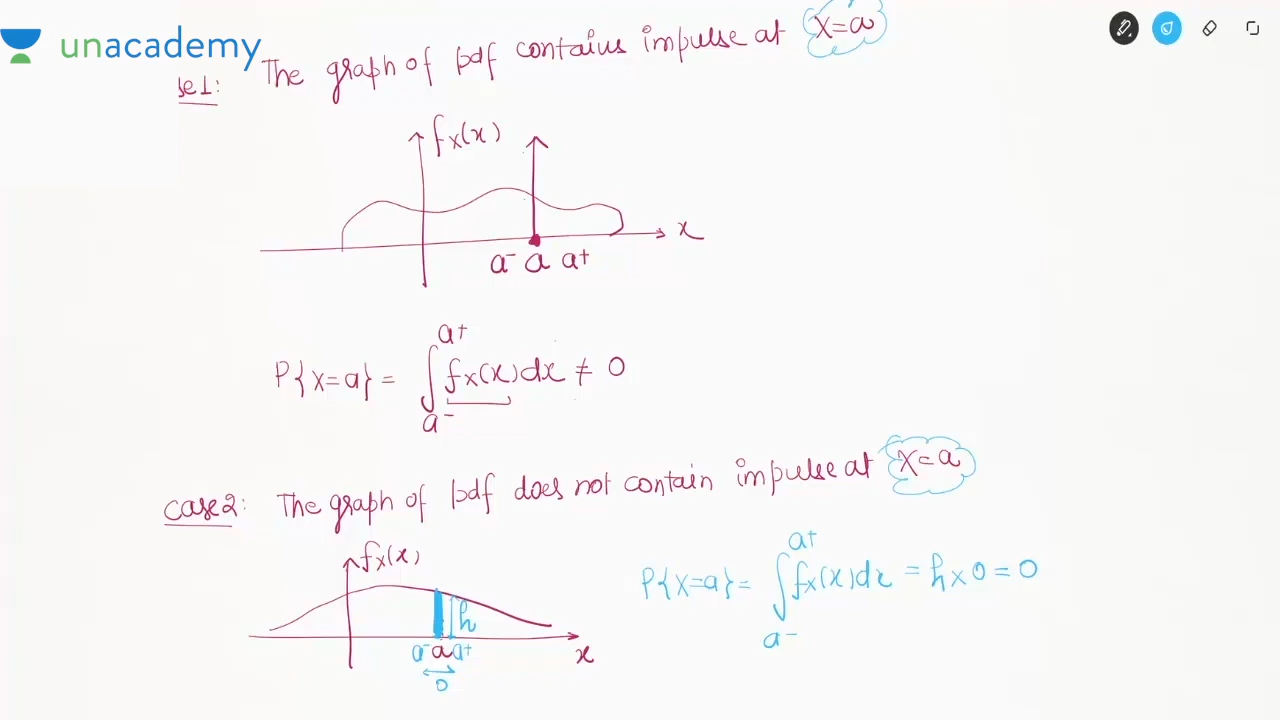 unacademy
se1: The graph of pdf contains impulse at X=a
fx(x)
x
a⁻ a a⁺
a⁺
P{X=a} = ∫ fx(x)dx ≠ 0
a⁻
case2: The graph of pdf does not contain impulse at X=a
fx(x)
h
a⁻ a a⁺
0
x
a⁺
P{X=a} = ∫ fx(x)dx = h×0 = 0
a⁻